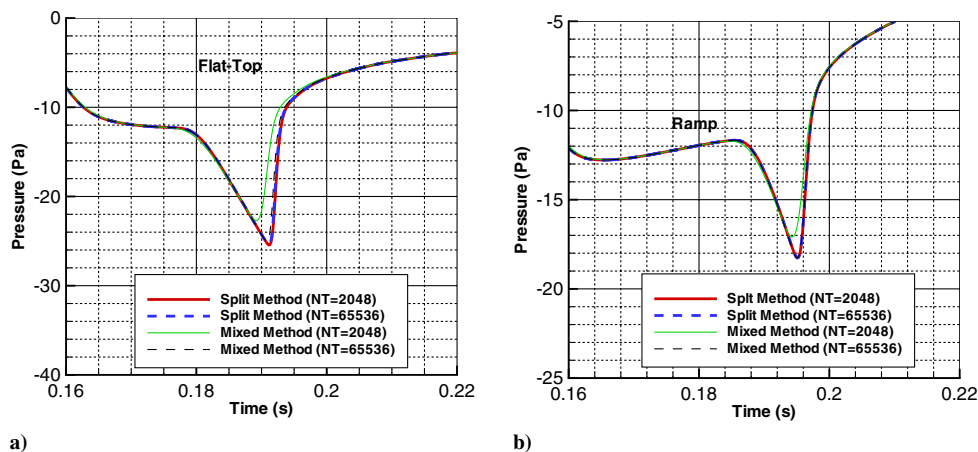 0
-10
-20
-30
-40
Pressure (Pa)
0.16
0.18
0.2
0.22
Time (s)
Flat-Top
Split Method (NT=2048)
Split Method (NT=65536)
Mixed Method (NT=2048)
Mixed Method (NT=65536)
a)
-5
-10
-15
-20
-25
Pressure (Pa)
0.16
0.18
0.2
0.22
Time (s)
Ramp
Splt Method (NT=2048)
Split Method (NT=65536)
Mixed Method (NT=2048)
Mixed Method (NT=65536)
b)